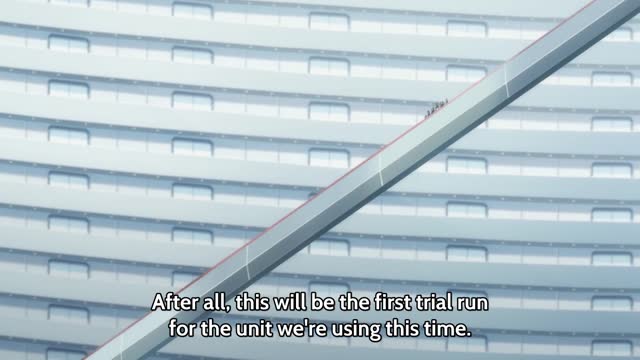 After all, this will be the first trial run
for the unit we're using this time.